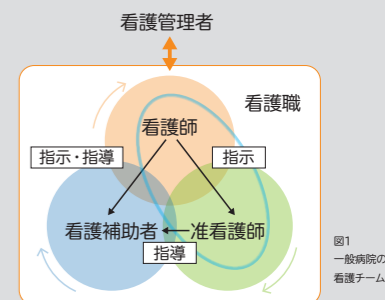 看護管理者
看護職
看護師
指示・指導
指示
看護補助者
准看護師
指導
図1
一般病院の
看護チーム